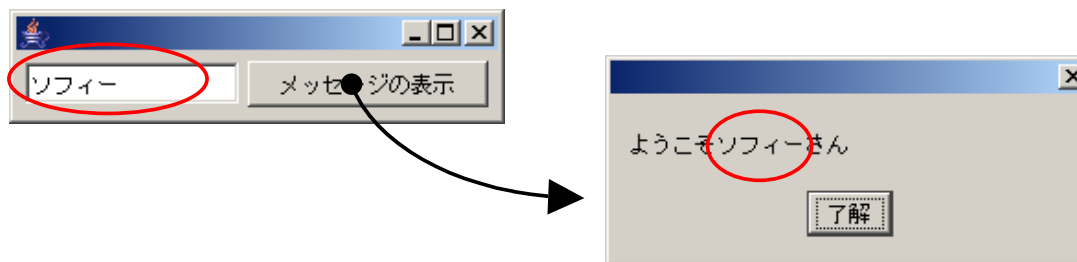 ソフィー
メッセージの表示
ようこそソフィーさん
了解